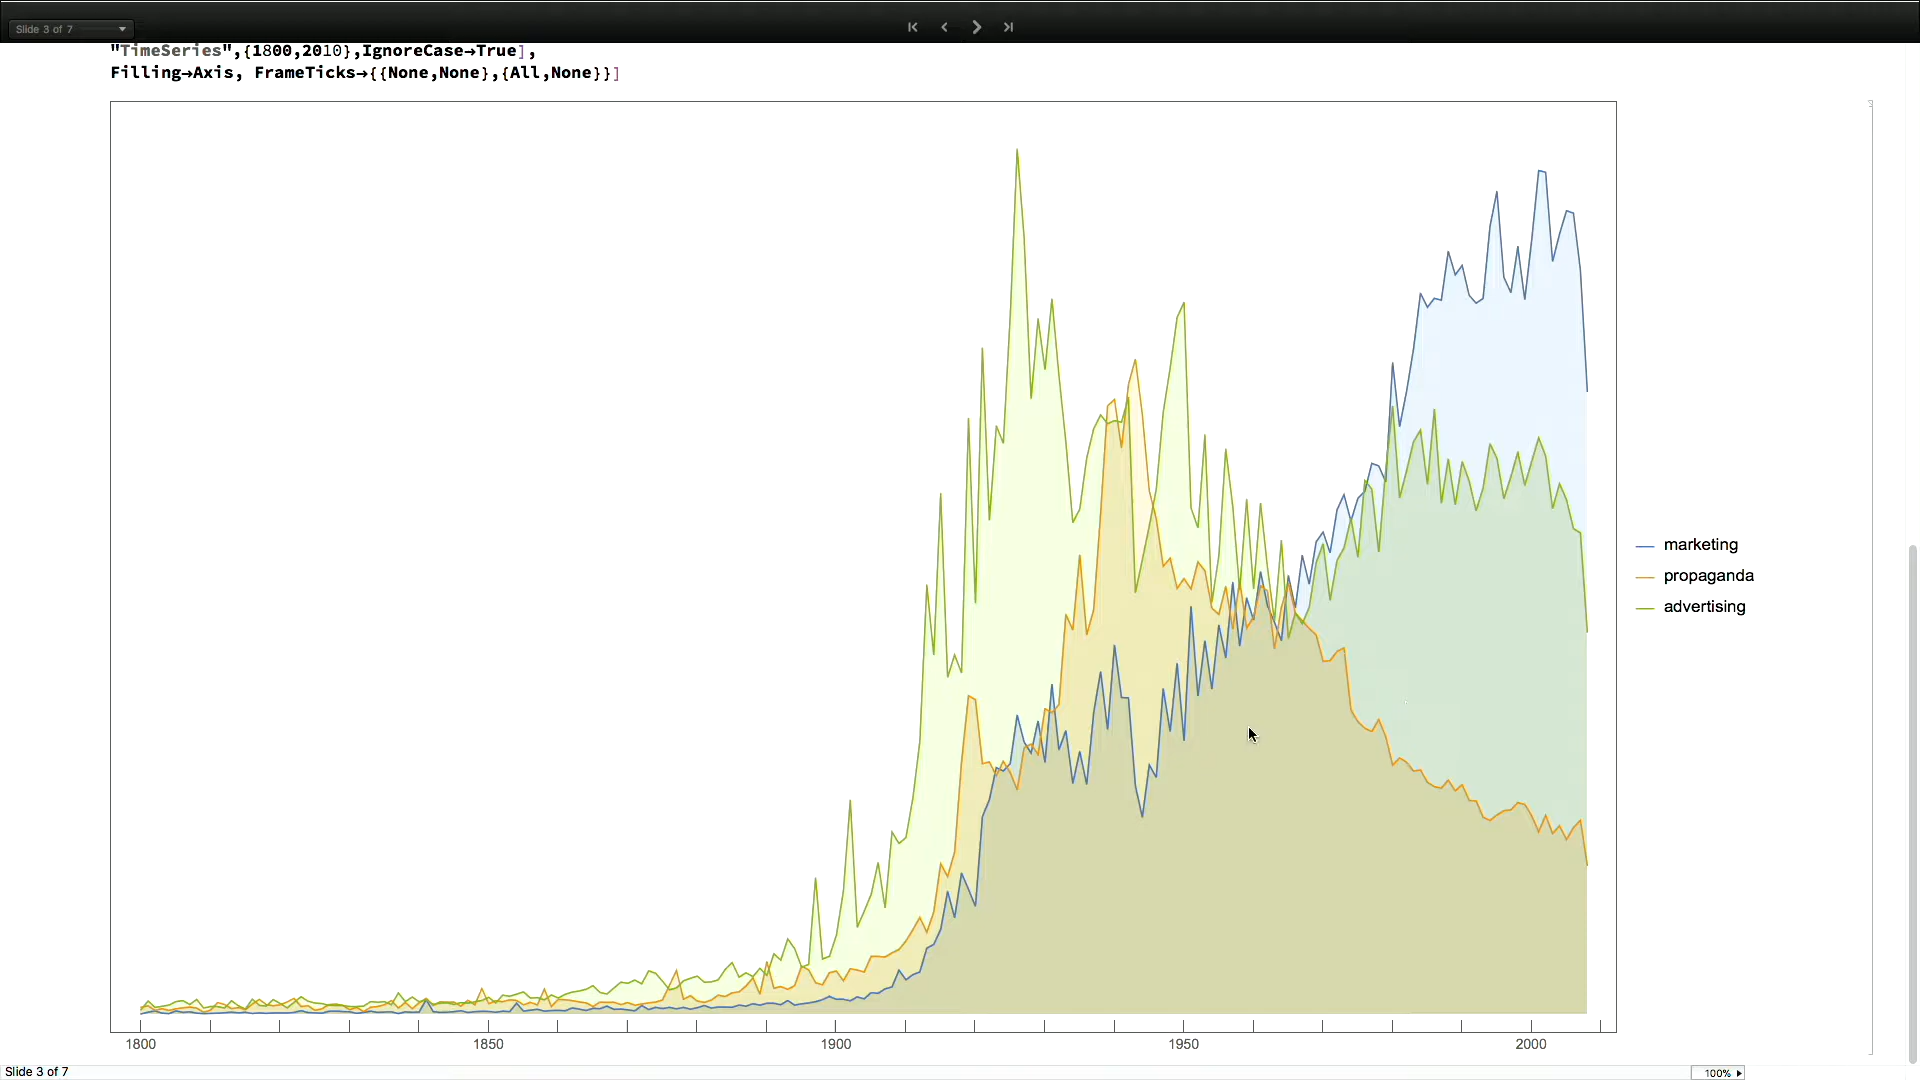 Slide 3 of 7
"TimeSeries",{1800,2010},IgnoreCase→True],
Filling→Axis, FrameTicks→{{None,None},{All,None}}]
marketing
propaganda
advertising
1800 1850 1900 1950 2000
Slide 3 of 7
100%